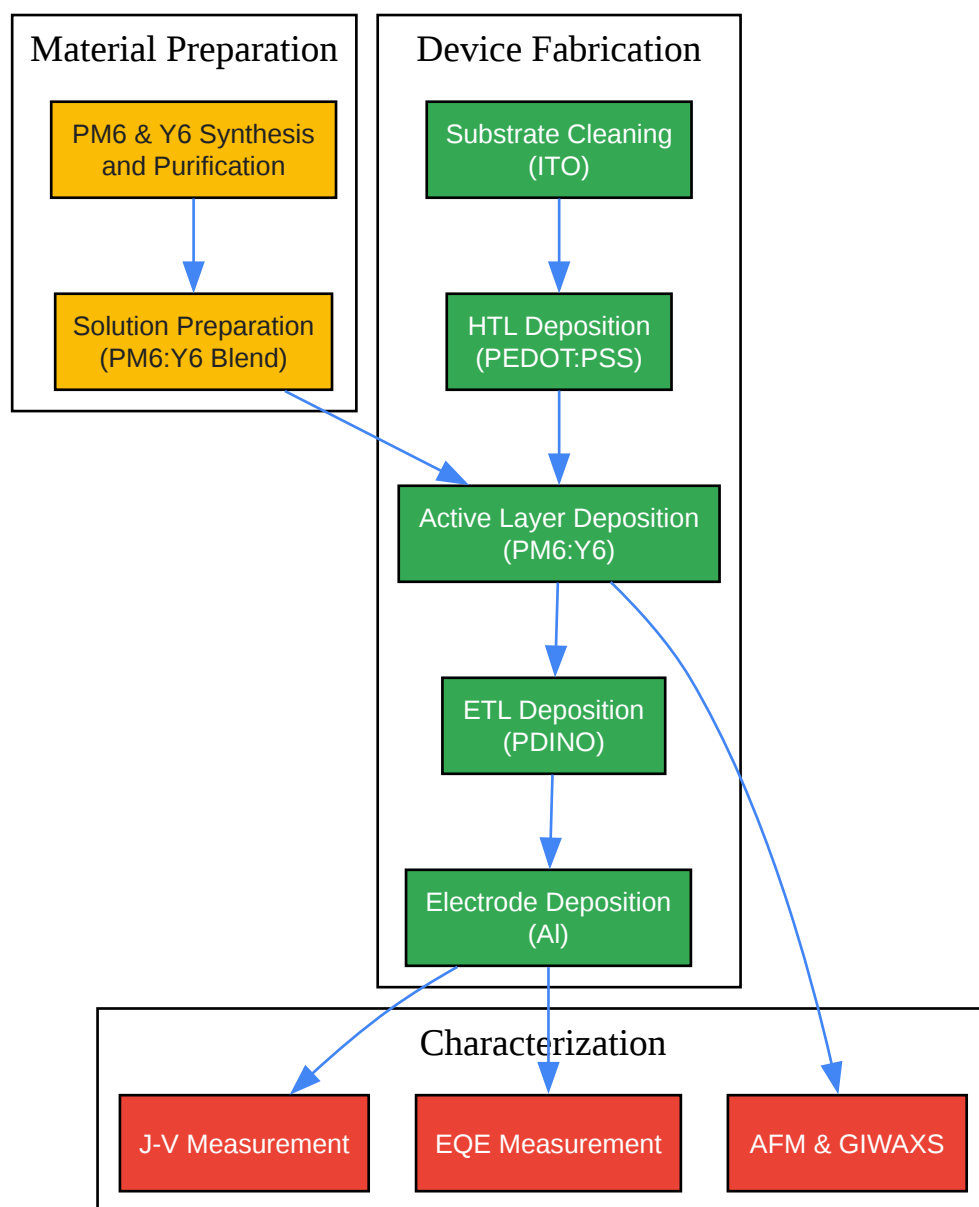 Material Preparation
PM6 & Y6 Synthesis
and Purification
Solution Preparation
(PM6:Y6 Blend)
Device Fabrication
Substrate Cleaning
(ITO)
HTL Deposition
(PEDOT:PSS)
Active Layer Deposition
(PM6:Y6)
ETL Deposition
(PDINO)
Electrode Deposition
(Al)
Characterization
J-V Measurement
EQE Measurement
AFM & GIWAXS